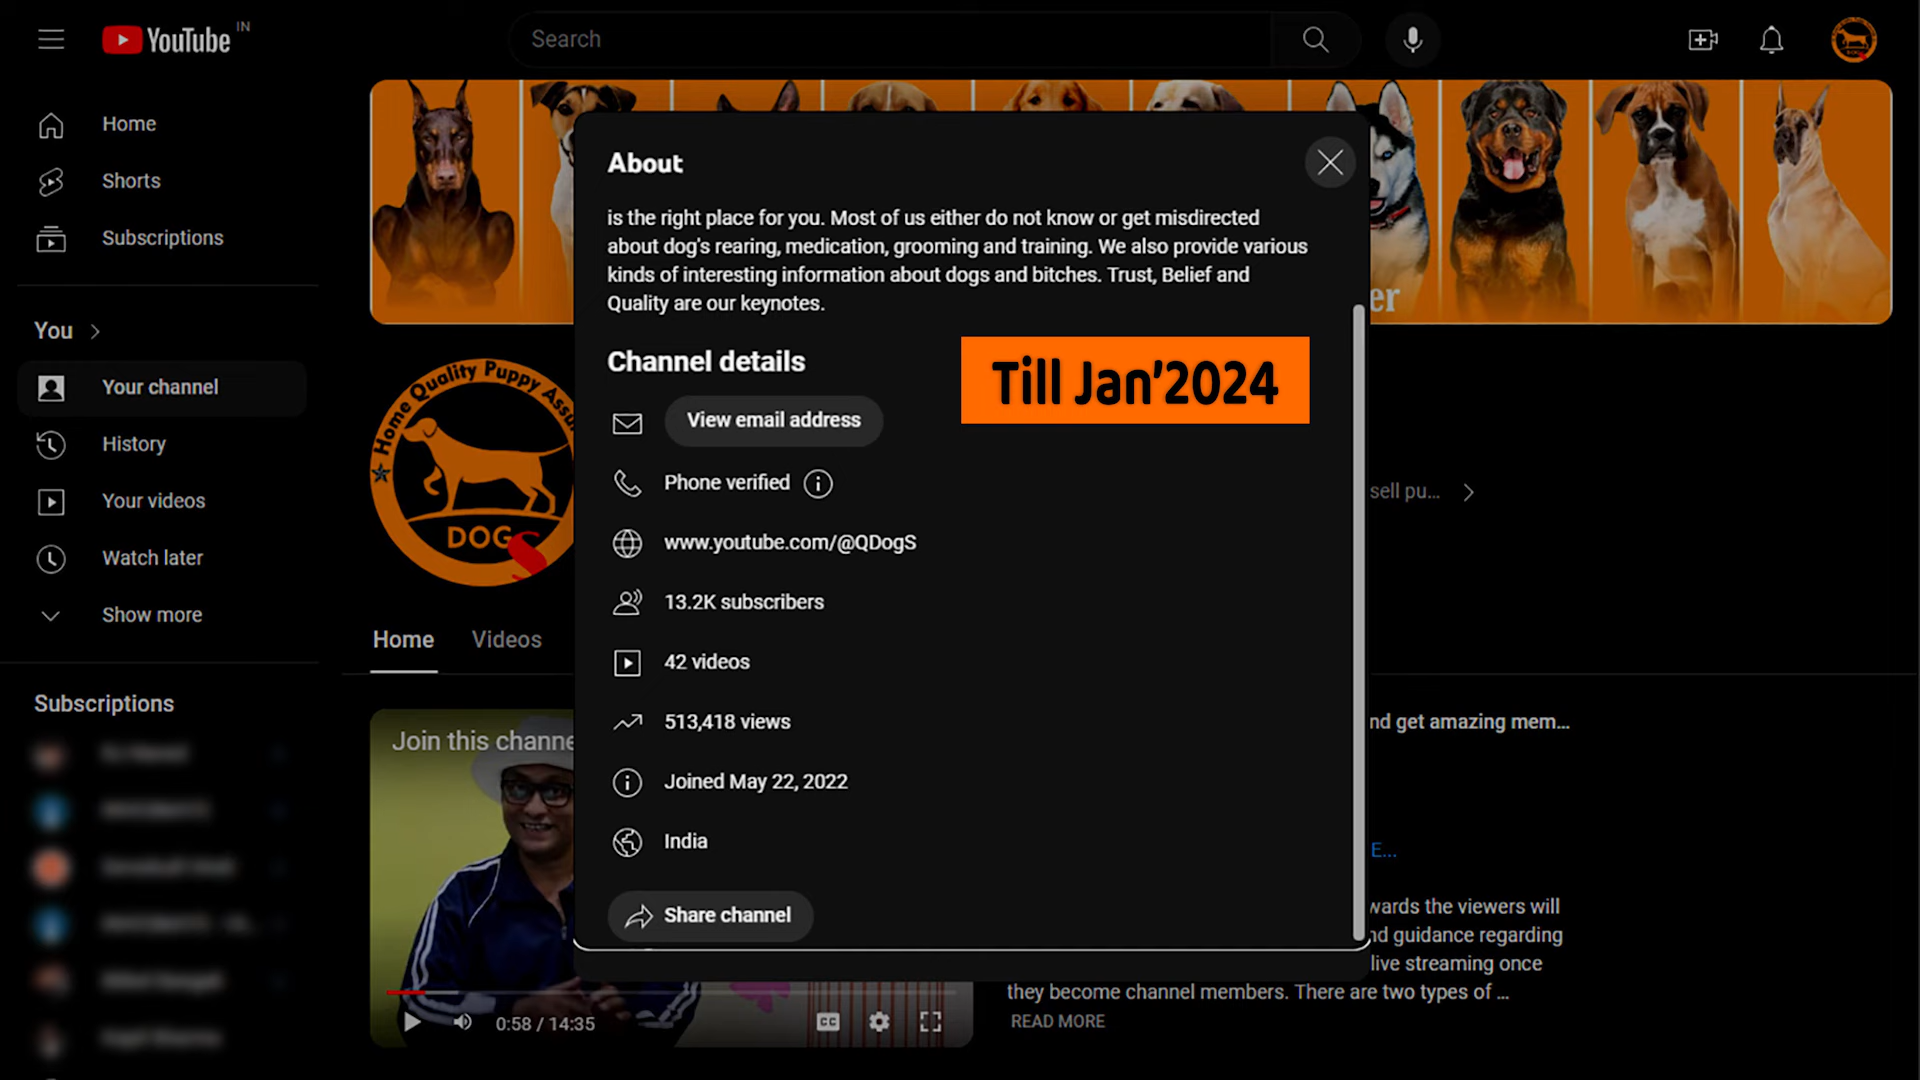 YouTube IN
Search
Home
Shorts
Subscriptions
You
Your channel
History
Your videos
Watch later
Show more
Subscriptions
er
Home Quality Puppy Assu
DOGS
sell pu...
Home
Videos
Join this channe
0:58 / 14:35
CC
About
is the right place for you. Most of us either do not know or get misdirected
about dog's rearing, medication, grooming and training. We also provide various
kinds of interesting information about dogs and bitches. Trust, Belief and
Quality are our keynotes.
Channel details
Till Jan'2024
View email address
Phone verified
www.youtube.com/@QDogS
13.2K subscribers
42 videos
513,418 views
Joined May 22, 2022
India
Share channel
nd get amazing mem...
E...
wards the viewers will
nd guidance regarding
live streaming once
they become channel members. There are two types of ...
READ MORE